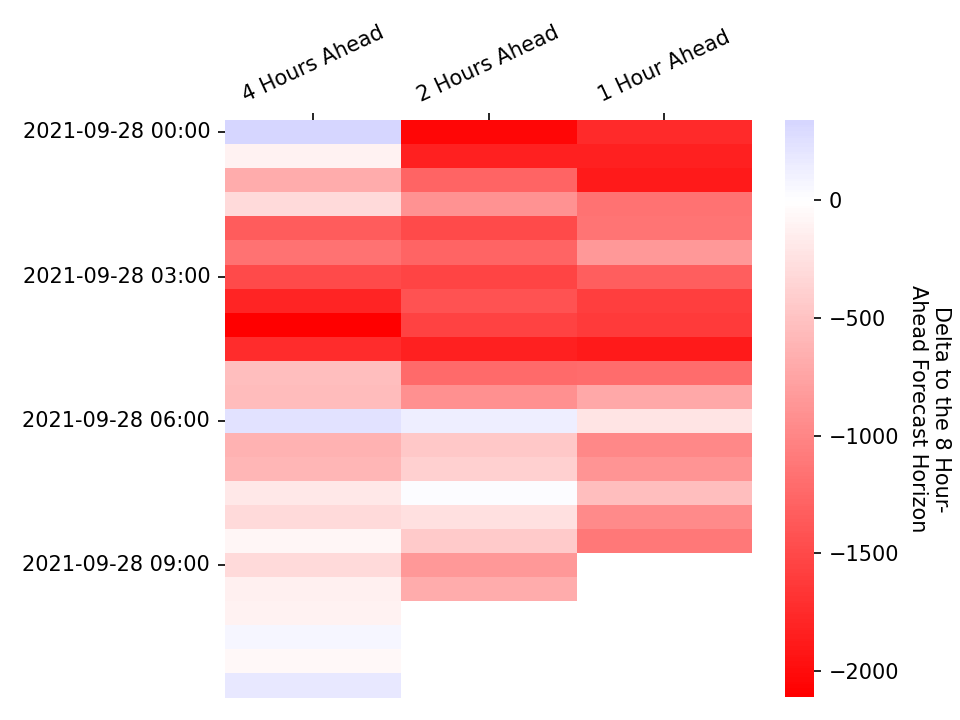 4 Hours Ahead
2 Hours Ahead
1 Hour Ahead
2021-09-28 00:00
2021-09-28 03:00
2021-09-28 06:00
2021-09-28 09:00
0
−500
−1000
−1500
−2000
Delta to the 8 Hour-
Ahead Forecast Horizon